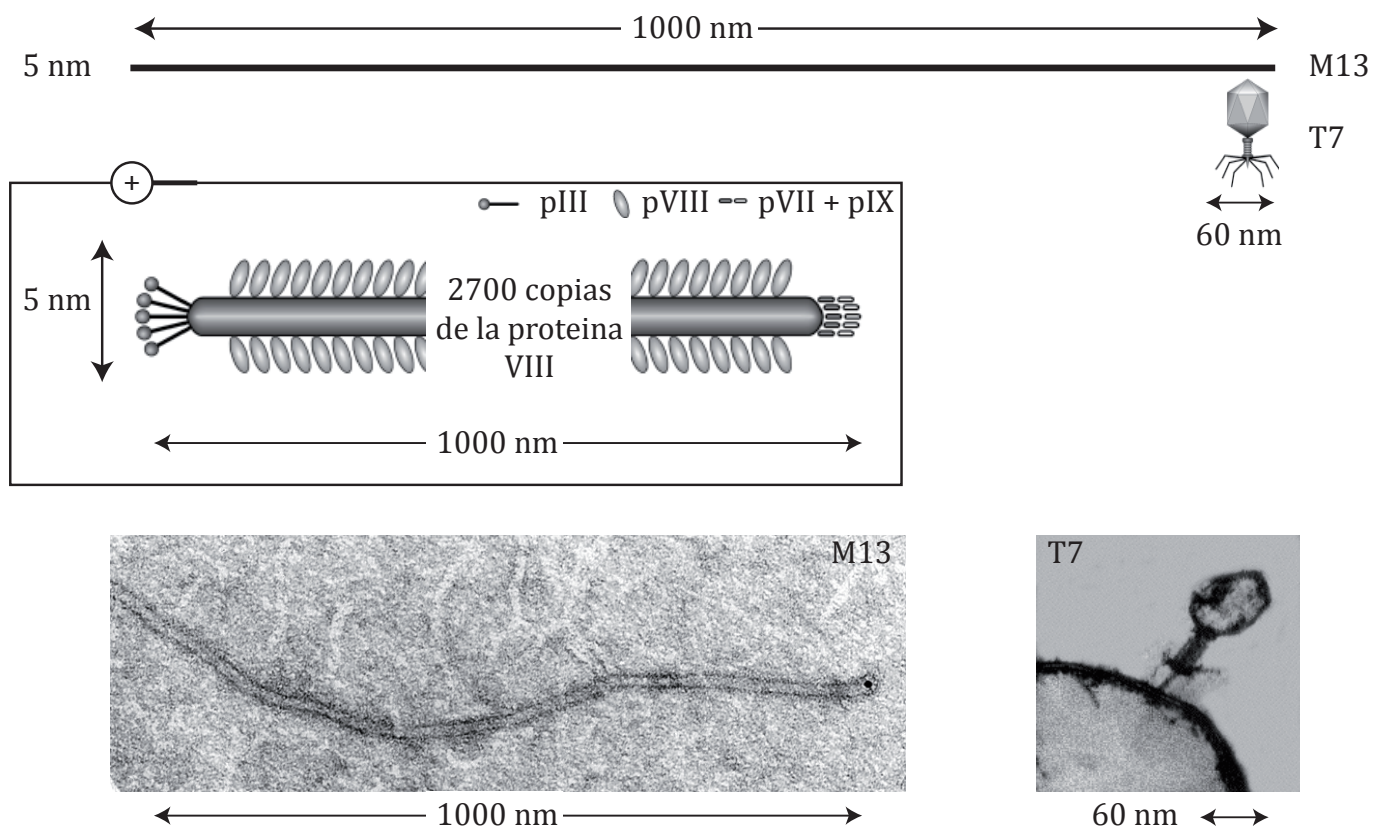 1000 nm
5 nm
M13
T7
60 nm
+
pIII
pVIII
pVII + pIX
5 nm
2700 copias
de la proteina
VIII
1000 nm
M13
T7
1000 nm
60 nm